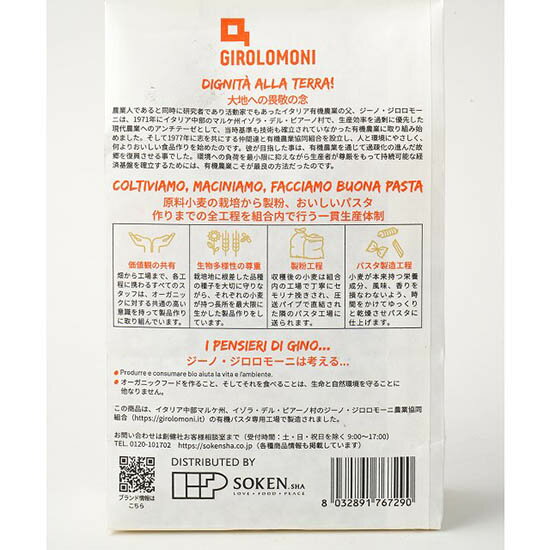 GIROLOMONI
DIGNITÀ ALLA TERRA!
大地への畏敬の念
農業人であると同時に研究者であり活動家でもあったイタリア有機農業の父、ジーノ・ジロロモーニ
は、1971年にイタリア中部のマルケ州イゾラ・デル・ピアーノ村で、生産効率を過剰に優先した
現代農業へのアンチテーゼとして、当時基準も技術も確立されていなかった有機農業に取り組み始
めました。そして1977年に志を共にする仲間達と有機農業協同組合を設立し、人と環境にやさしく、
何よりおいしい食品作りを始めたのです。彼が目指した事は、有機農業を通じて過疎化の進んだ故
郷を復興させる事でした。環境への負荷を最小限に抑えながら生産者が尊厳をもって持続可能な経
済基盤を確立するためには、有機農業こそが最良の方法だったのです。
COLTIVIAMO, MACINIAMO, FACCIAMO BUONA PASTA
原料小麦の栽培から製粉、おいしいパスタ
作りまでの全工程を組合内で行う一貫生産体制
価値観の共有
畑から工場まで、各工
程に携わるすべてのス
タッフは、オーガニック
に対する共通の高い
意識を持って製品作り
に取り組んでいます。
生物多様性の尊重
栽培地に根差した品種
の種子を大切に守りな
がら、それぞれの小麦
が持つ長所を最大限に
生かした製品作りをし
ています。
製粉工程
収穫後の小麦は組合
内の工場で丁寧にセ
モリナ挽きされ、圧
送パイプで直結され
た隣のパスタ工場に
送られます。
パスタ製造工程
小麦が本来持つ栄養
成分、風味、香りを
損なわないよう、時
間をかけてゆっくり
と乾燥させパスタに
仕上げます。
I PENSIERI DI GINO...
ジーノ・ジロロモーニは考える...
• Produrre e consumare bio aiuta la vita e l'ambiente.
• オーガニックフードを作ること、そしてそれを食べることは、生命と自然環境を守ることに
他なりません。
この商品は、イタリア中部マルケ州、イゾラ・デル・ピアーノ村のジーノ・ジロロモーニ農業協同
組合（https://girolomoni.it）の有機パスタ専用工場で製造されました。
お問い合わせは創健社お客様相談室まで（受付時間：土・日・祝日を除く 9:00〜17:00）
TEL. 0120-101702 https://sokensha.co.jp（各種商品情報も掲載しています）
DISTRIBUTED BY
SOKEN.SHA
LOVE・FOOD・PEACE
ブランド情報は
こちら
8 032891 767290